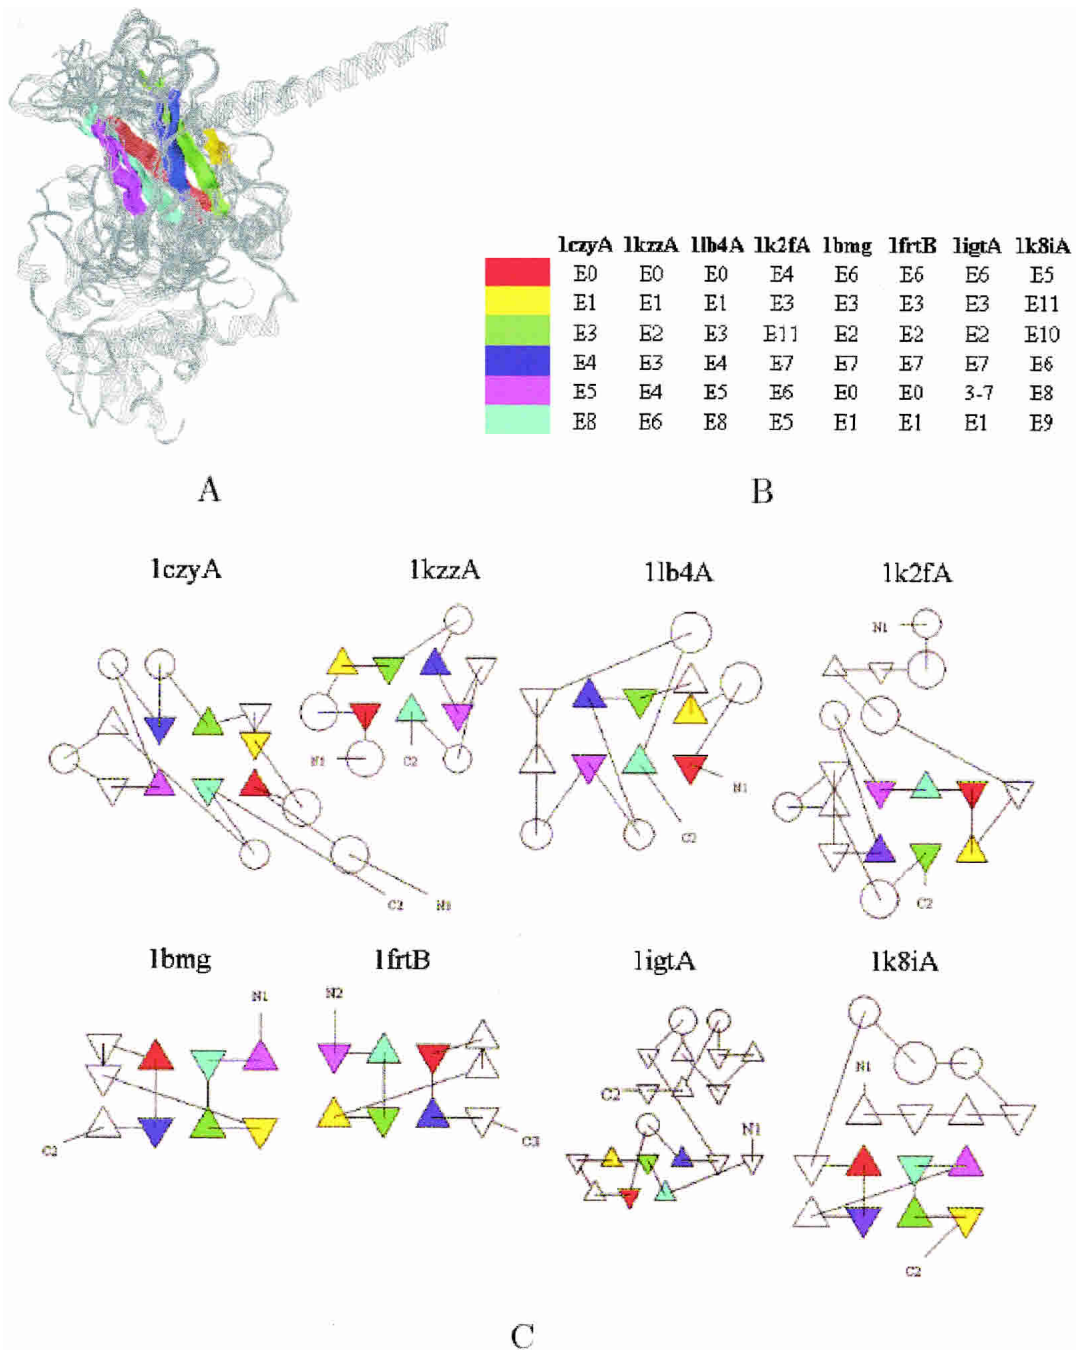 1czyA 1kzzA 1lb4A 1k2fA 1bmg 1frtB 1igtA 1k8iA
E0 E0 E0 E4 E6 E6 E6 E5
E1 E1 E1 E3 E3 E3 E3 E11
E3 E2 E3 E11 E2 E2 E2 E10
E4 E3 E4 E7 E7 E7 E7 E6
E5 E4 E5 E6 E0 E0 3-7 E8
E8 E6 E8 E5 E1 E1 E1 E9
A
B
1czyA
1kzzA
1lb4A
1k2fA
N1
N1
C2
N1
C2
C2
N1
C2
1bmg
1frtB
1igtA
1k8iA
N1
N2
N1
C2
N1
C2
C3
C2
C